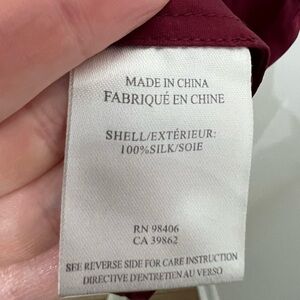 MADE IN CHINA
FABRIQUÉ EN CHINE
SHELL/EXTÉRIEUR:
100%SILK/SOIE
RN 98406
CA 39862
SEE REVERSE SIDE FOR CARE INSTRUCTION
DIRECTIVE D'ENTRETIEN AU VERSO